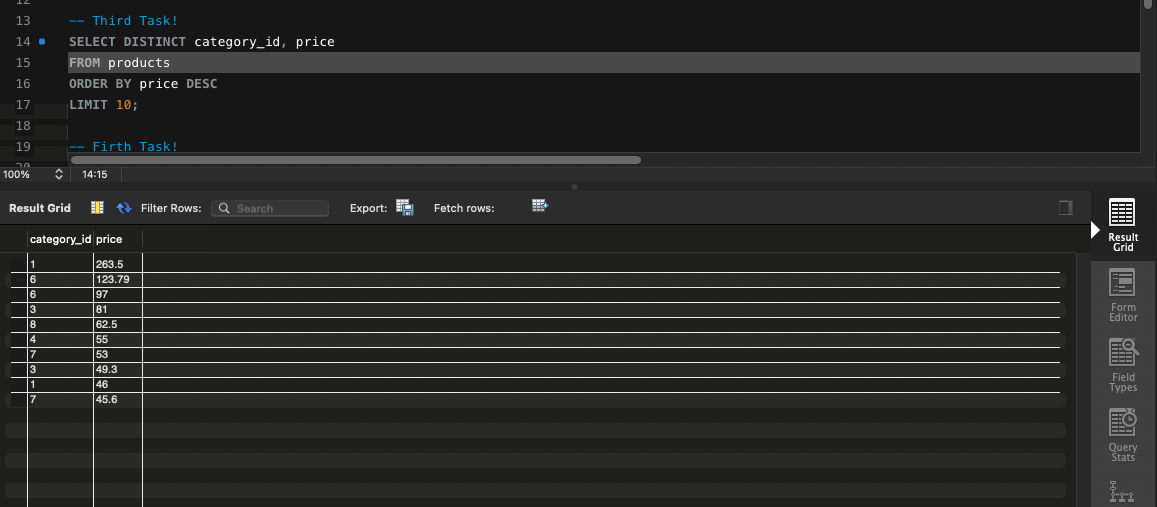 12
13 -- Third Task!
14 SELECT DISTINCT category_id, price
15 FROM products
16 ORDER BY price DESC
17 LIMIT 10;
18
19 -- Firth Task!
20
100% 14:15
Result Grid Filter Rows: Search Export: Fetch rows:
category_id price
1 263.5
6 123.79
6 97
3 81
8 62.5
4 55
7 53
3 49.3
1 46
7 45.6
Result
Grid
Form
Editor
Field
Types
Query
Stats